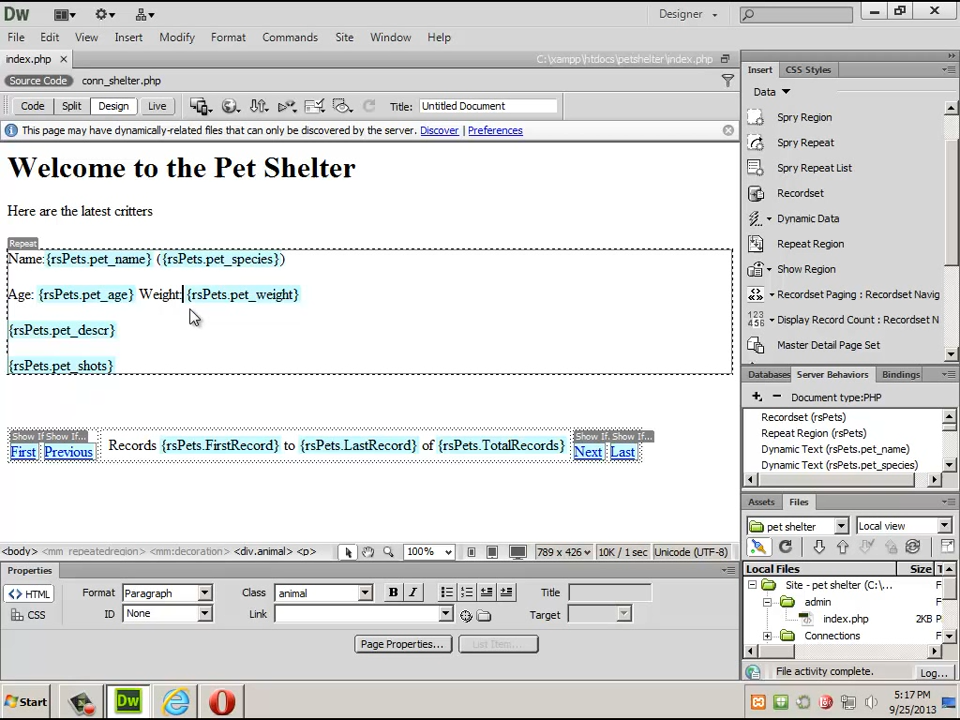 Dw
Designer
File Edit View Insert Modify Format Commands Site Window Help
index.php
C:\xampp\htdocs\petshelter\index.php
Source Code conn_shelter.php
Code Split Design Live Title: Untitled Document
This page may have dynamically-related files that can only be discovered by the server. Discover | Preferences
Welcome to the Pet Shelter
Here are the latest critters
Repeat
Name:{rsPets.pet_name} ({rsPets.pet_species})
Age: {rsPets.pet_age} Weight: {rsPets.pet_weight}
{rsPets.pet_descr}
{rsPets.pet_shots}
Show If Show If...
First Previous
Records {rsPets.FirstRecord} to {rsPets.LastRecord} of {rsPets.TotalRecords}
Show If. Show If...
Next Last
<body> <mm_repeatedregion> <mm:decoration> <div.animal> <p>
100% 789 x 426 10K / 1 sec Unicode (UTF-8)
Properties
HTML
CSS
Format Paragraph Class animal B I Title
ID None Link Target
Page Properties... List Item...
Insert CSS Styles
Data
Spry Region
Spry Repeat
Spry Repeat List
Recordset
Dynamic Data
Repeat Region
Show Region
Recordset Paging : Recordset Navig
Display Record Count : Recordset N
Master Detail Page Set
Databases Server Behaviors Bindings
Document type:PHP
Recordset (rsPets)
Repeat Region (rsPets)
Dynamic Text (rsPets.pet_name)
Dynamic Text (rsPets.pet_species)
Assets Files
pet shelter Local view
Local Files Size T
Site - pet shelter (C:\... F
admin F
index.php 2KB P
Connections F
File activity complete. Log...
Start Dw
5:17 PM
9/25/2013